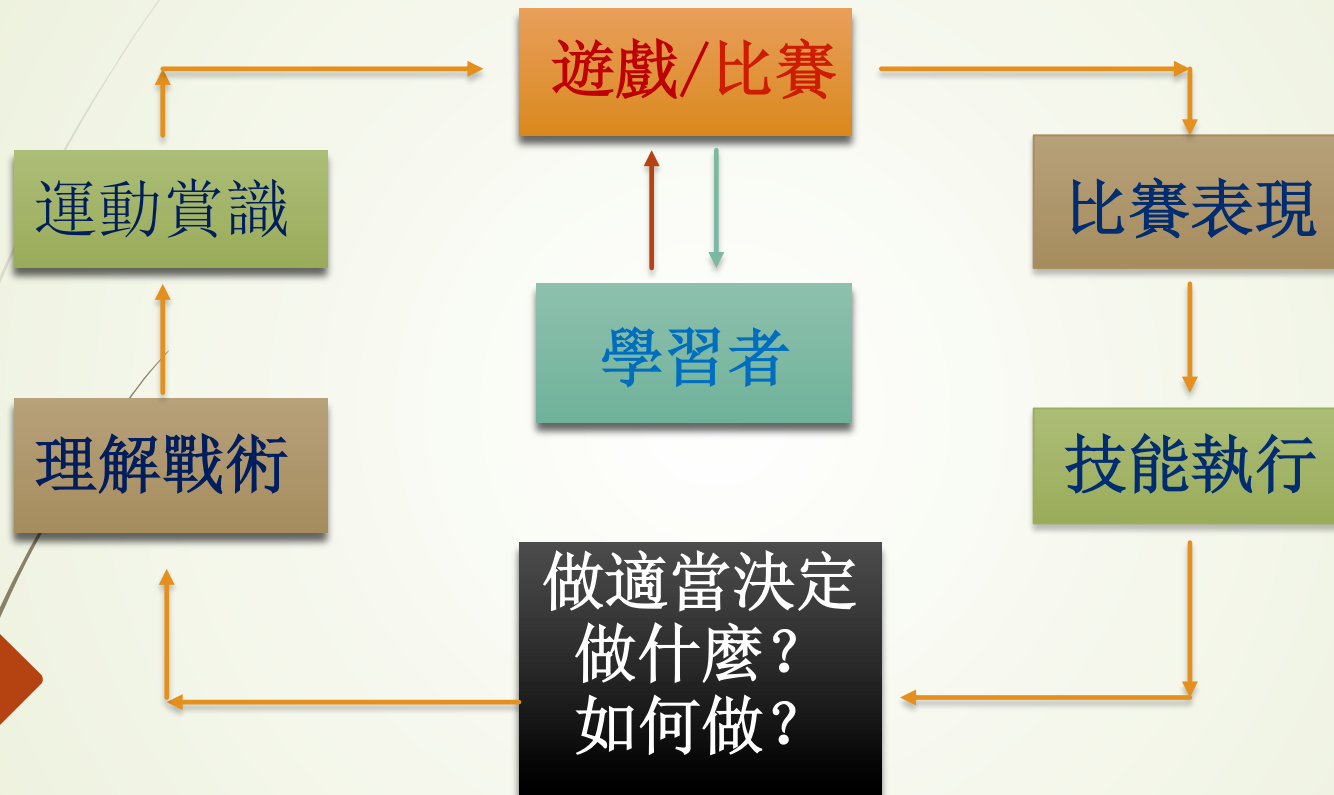 遊戲/比賽
運動賞識
比賽表現
學習者
理解戰術
技能執行
做適當決定
做什麼？
如何做？